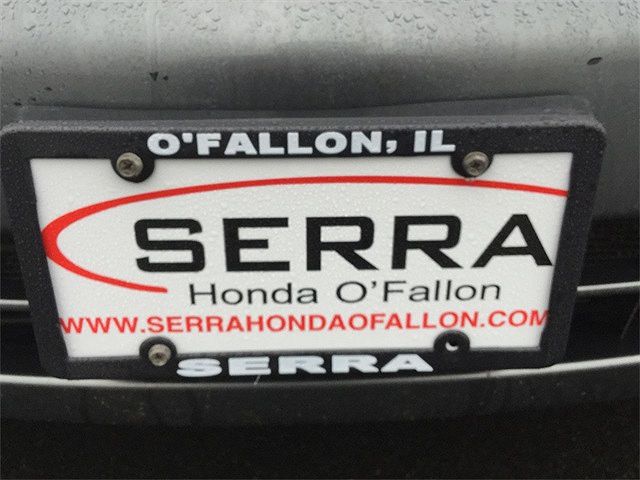 O'FALLON, IL
SERRA
Honda O'Fallon
WWW.SERRAHONDAOFALLON.COM
SERRA